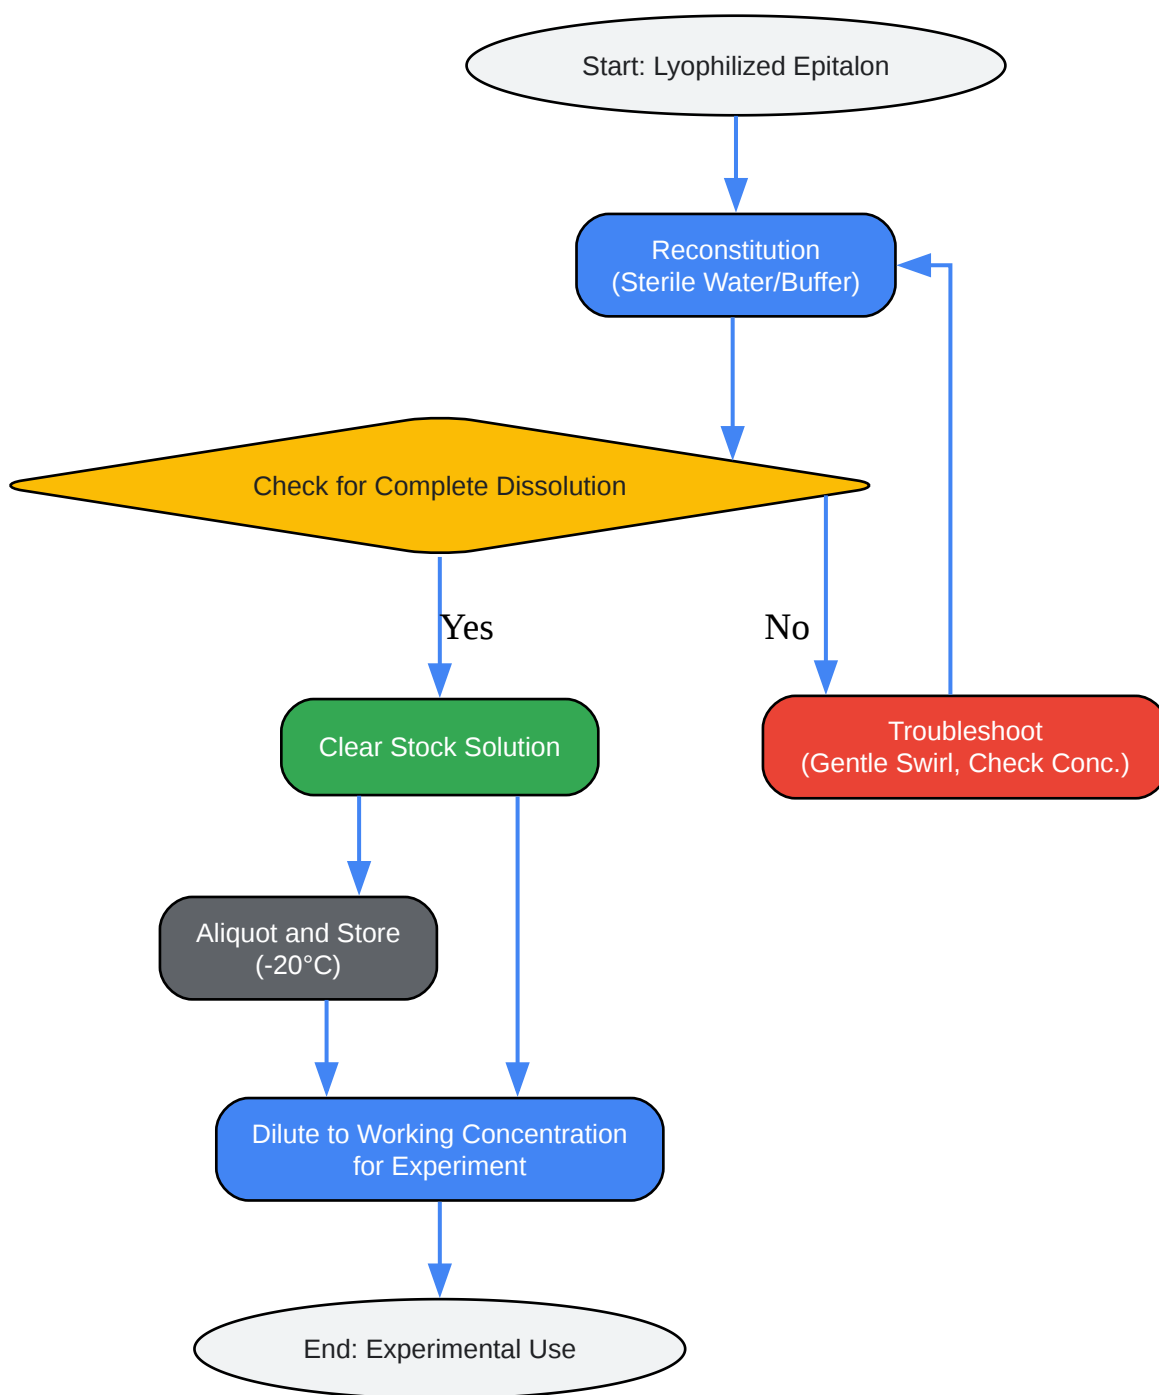 Start: Lyophilized Epitalon
Reconstitution
(Sterile Water/Buffer)
Check for Complete Dissolution
Yes
No
Clear Stock Solution
Troubleshoot
(Gentle Swirl, Check Conc.)
Aliquot and Store
(-20°C)
Dilute to Working Concentration
for Experiment
End: Experimental Use